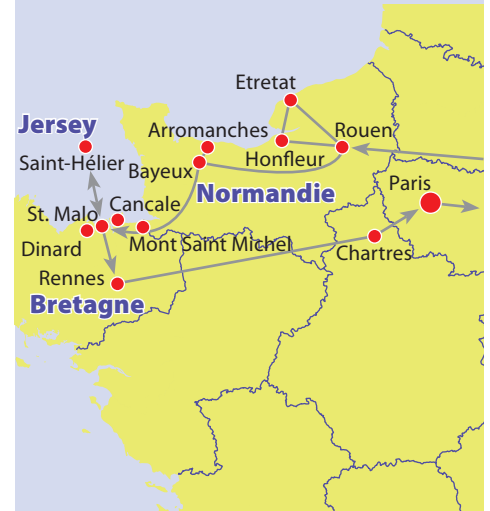 Etretat
Jersey
Arromanches
Rouen
Saint-Hélier
Honfleur
Bayeux
Paris
Normandie
Cancale
St. Malo
Dinard
Mont Saint Michel
Chartres
Rennes
Bretagne